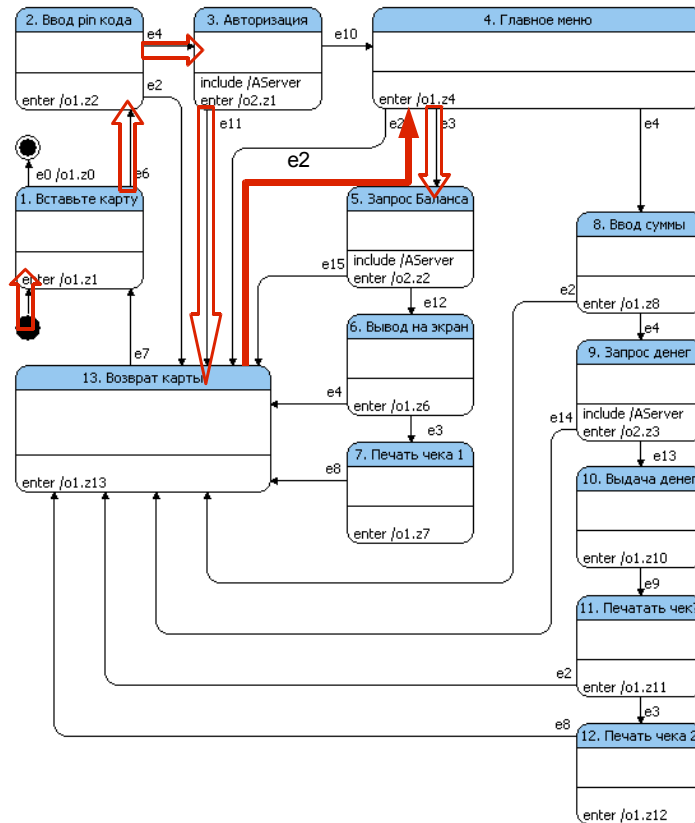 2. Ввод pin кода
enter /o1.z2
e4
e2
3. Авторизация
include /AServer
enter /o2.z1
e10
e11
4. Главное меню
enter /o1.z4
e3
e4
e2
e0 /o1.z0
e6
1. Вставьте карту
enter /o1.z1
e7
5. Запрос Баланса
include /AServer
enter /o2.z2
e15
e12
8. Ввод суммы
enter /o1.z8
e2
e4
6. Вывод на экран
enter /o1.z6
e4
e3
9. Запрос денег
include /AServer
enter /o2.z3
e14
e13
13. Возврат карты
enter /o1.z13
7. Печать чека 1
enter /o1.z7
e8
10. Выдача денег
enter /o1.z10
e9
11. Печатать чек?
enter /o1.z11
e2
e3
12. Печать чека 2
enter /o1.z12
e8